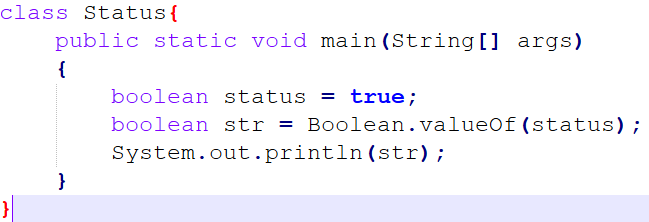 class Status{
    public static void main(String[] args)
    {
        boolean status = true;
        boolean str = Boolean.valueOf(status);
        System.out.println(str);
    }
}